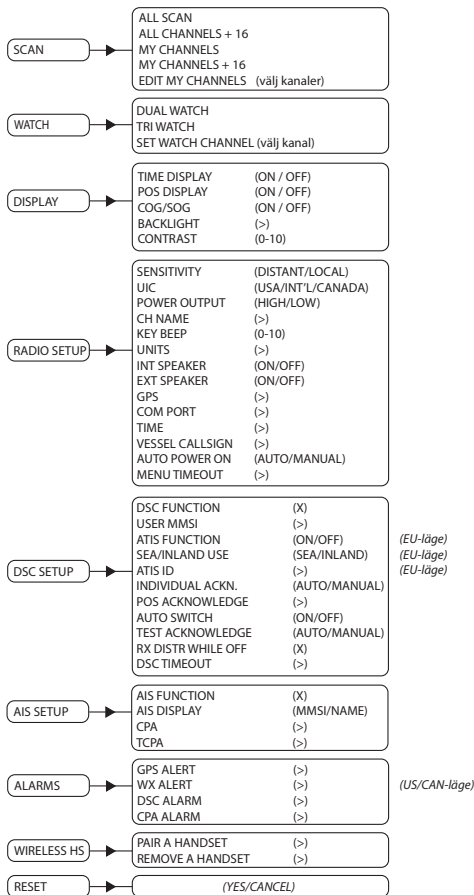 SCAN
ALL SCAN
ALL CHANNELS + 16
MY CHANNELS
MY CHANNELS + 16
EDIT MY CHANNELS (välj kanaler)
WATCH
DUAL WATCH
TRI WATCH
SET WATCH CHANNEL (välj kanal)
DISPLAY
TIME DISPLAY (ON / OFF)
POS DISPLAY (ON / OFF)
COG/SOG (ON / OFF)
BACKLIGHT (>)
CONTRAST (0-10)
RADIO SETUP
SENSITIVITY (DISTANT/LOCAL)
UIC (USA/INT'L/CANADA)
POWER OUTPUT (HIGH/LOW)
CH NAME (>)
KEY BEEP (0-10)
UNITS (>)
INT SPEAKER (ON/OFF)
EXT SPEAKER (ON/OFF)
GPS (>)
COM PORT (>)
TIME (>)
VESSEL CALLSIGN (>)
AUTO POWER ON (AUTO/MANUAL)
MENU TIMEOUT (>)
DSC SETUP
DSC FUNCTION (X)
USER MMSI (>)
ATIS FUNCTION (ON/OFF) (EU-läge)
SEA/INLAND USE (SEA/INLAND) (EU-läge)
ATIS ID (>) (EU-läge)
INDIVIDUAL ACKN. (AUTO/MANUAL)
POS ACKNOWLEDGE (>)
AUTO SWITCH (ON/OFF)
TEST ACKNOWLEDGE (AUTO/MANUAL)
RX DISTR WHILE OFF (X)
DSC TIMEOUT (>)
AIS SETUP
AIS FUNCTION (X)
AIS DISPLAY (MMSI/NAME)
CPA (>)
TCPA (>)
ALARMS
GPS ALERT (>)
WX ALERT (>) (US/CAN-läge)
DSC ALARM (>)
CPA ALARM (>)
WIRELESS HS
PAIR A HANDSET (>)
REMOVE A HANDSET (>)
RESET
(YES/CANCEL)